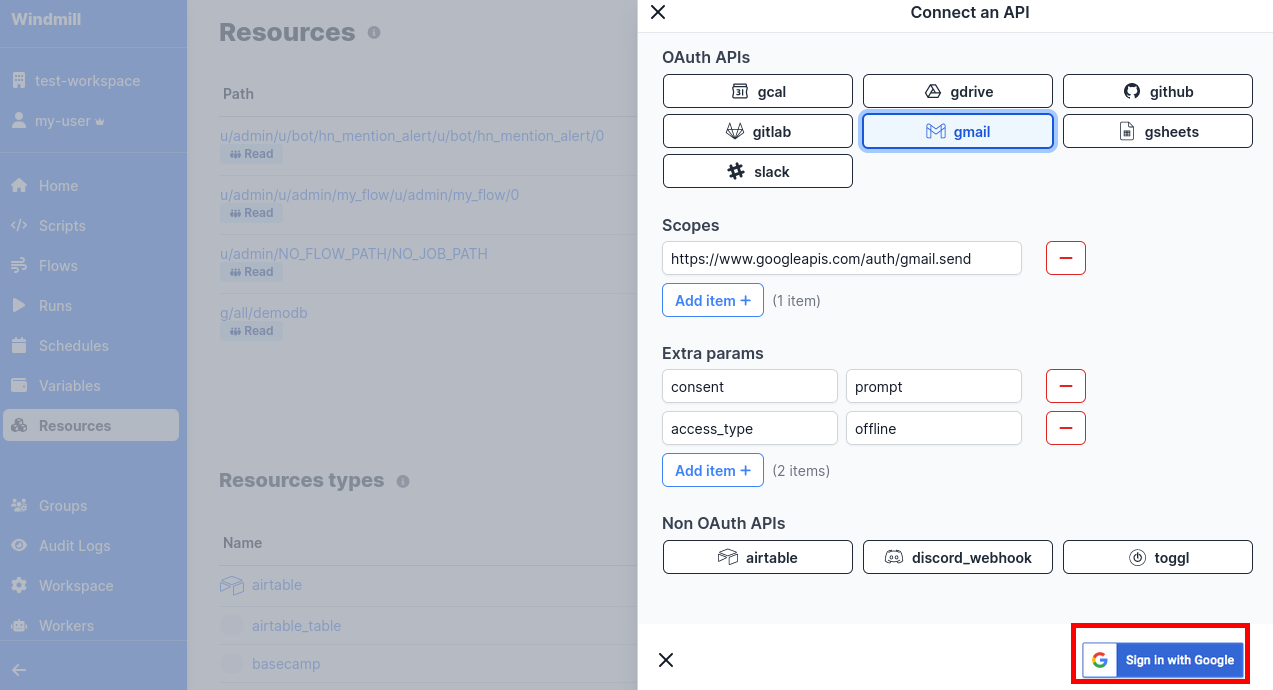 Windmill
test-workspace
my-user
Home
Scripts
Flows
Runs
Schedules
Variables
Resources
Groups
Audit Logs
Workspace
Workers
Resources
Path
u/admin/u/bot/hn_mention_alert/u/bot/hn_mention_alert/0
Read
u/admin/u/admin/my_flow/u/admin/my_flow/0
Read
u/admin/NO_FLOW_PATH/NO_JOB_PATH
Read
g/all/demodb
Read
Resources types
Name
airtable
airtable_table
basecamp
Connect an API
OAuth APIs
31 gcal gdrive github
gitlab gmail gsheets
slack
Scopes
https://www.googleapis.com/auth/gmail.send
Add item + (1 item)
Extra params
consent prompt
access_type offline
Add item + (2 items)
Non OAuth APIs
airtable discord_webhook toggl
G Sign in with Google